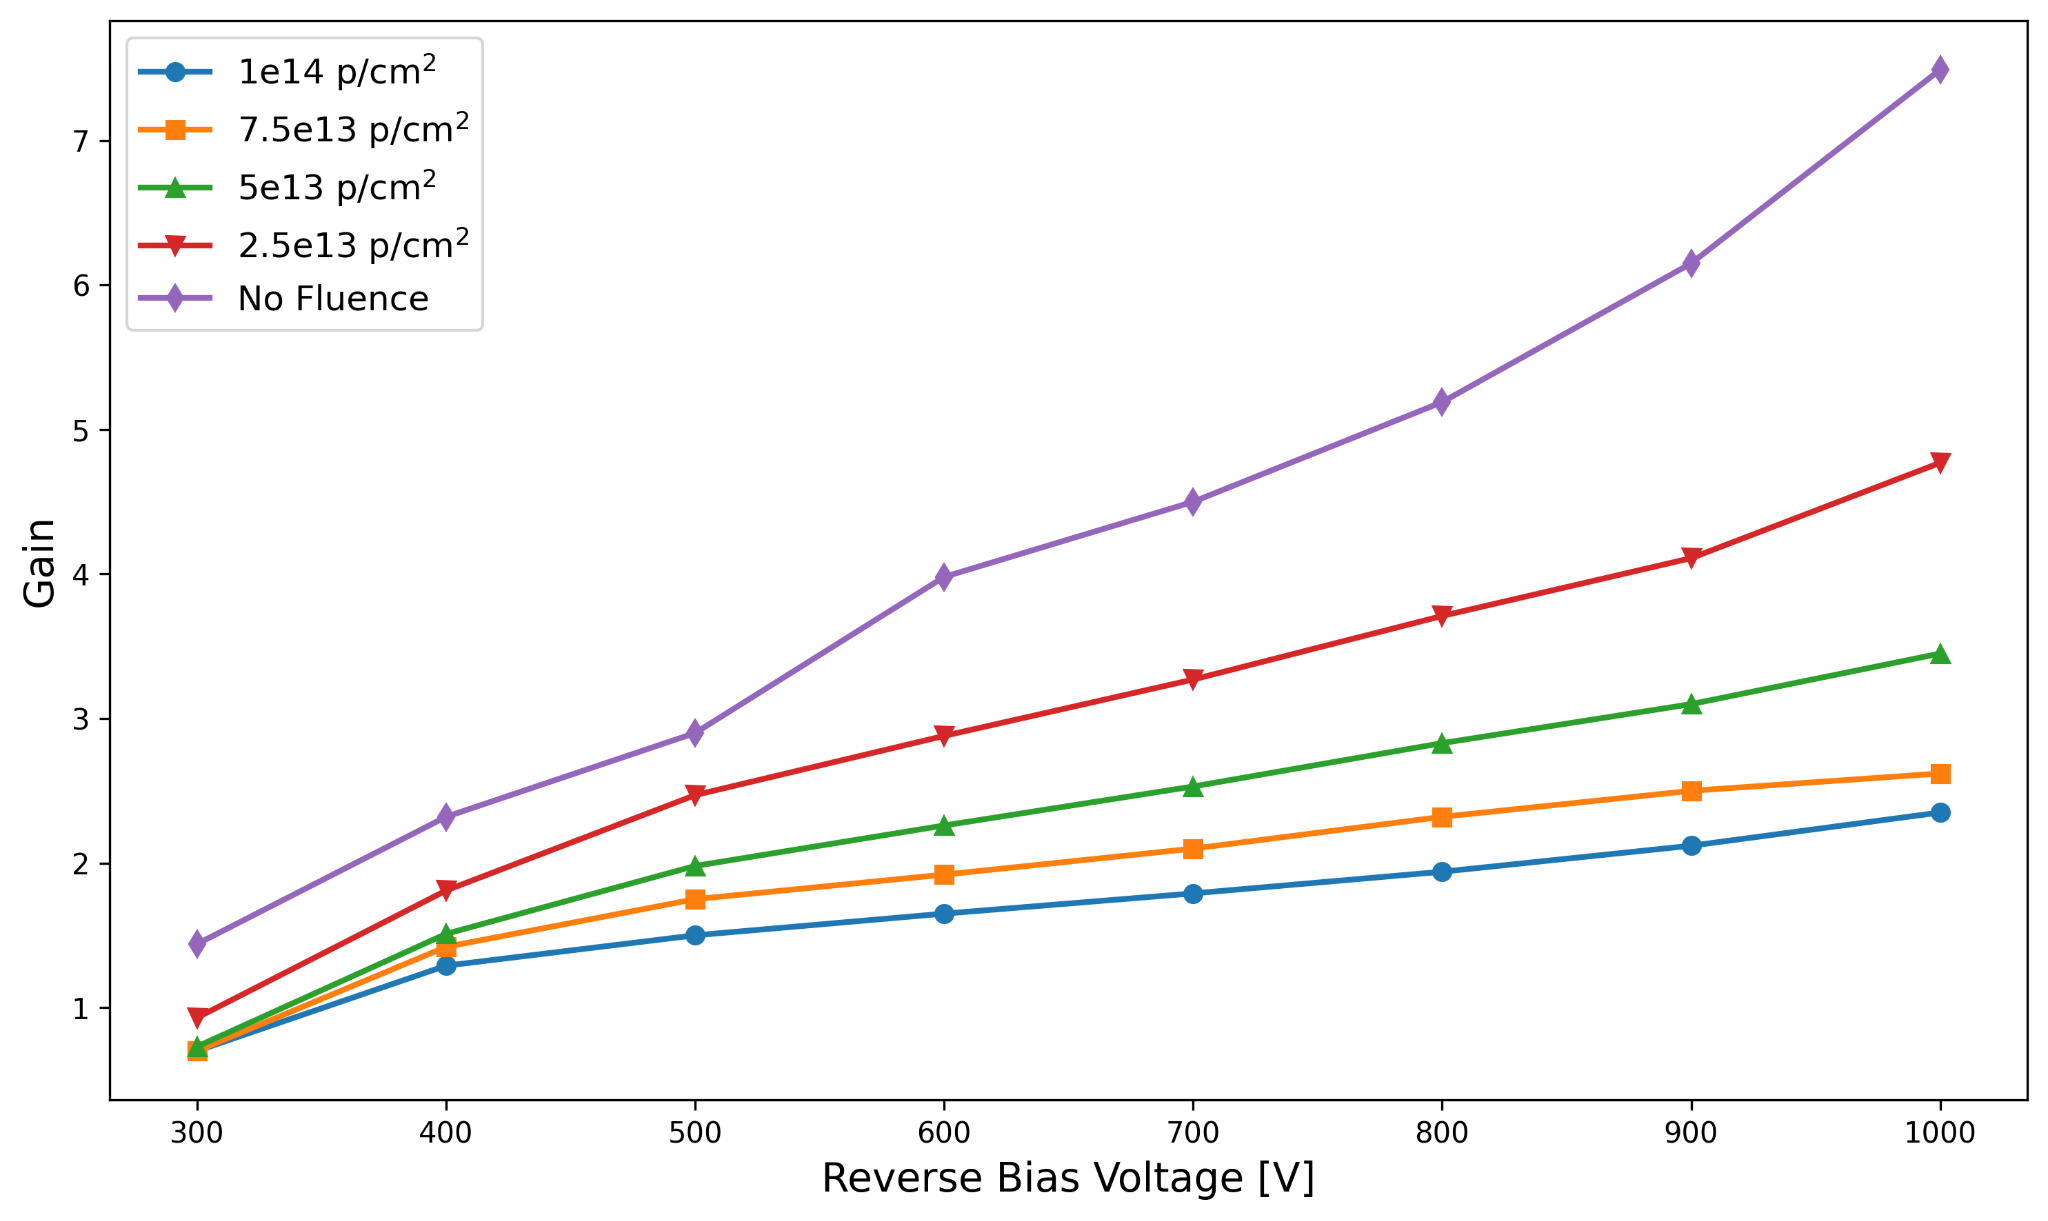 1e14 p/cm²
7.5e13 p/cm²
5e13 p/cm²
2.5e13 p/cm²
No Fluence
7
6
5
4
3
2
1
Gain
300 400 500 600 700 800 900 1000
Reverse Bias Voltage [V]